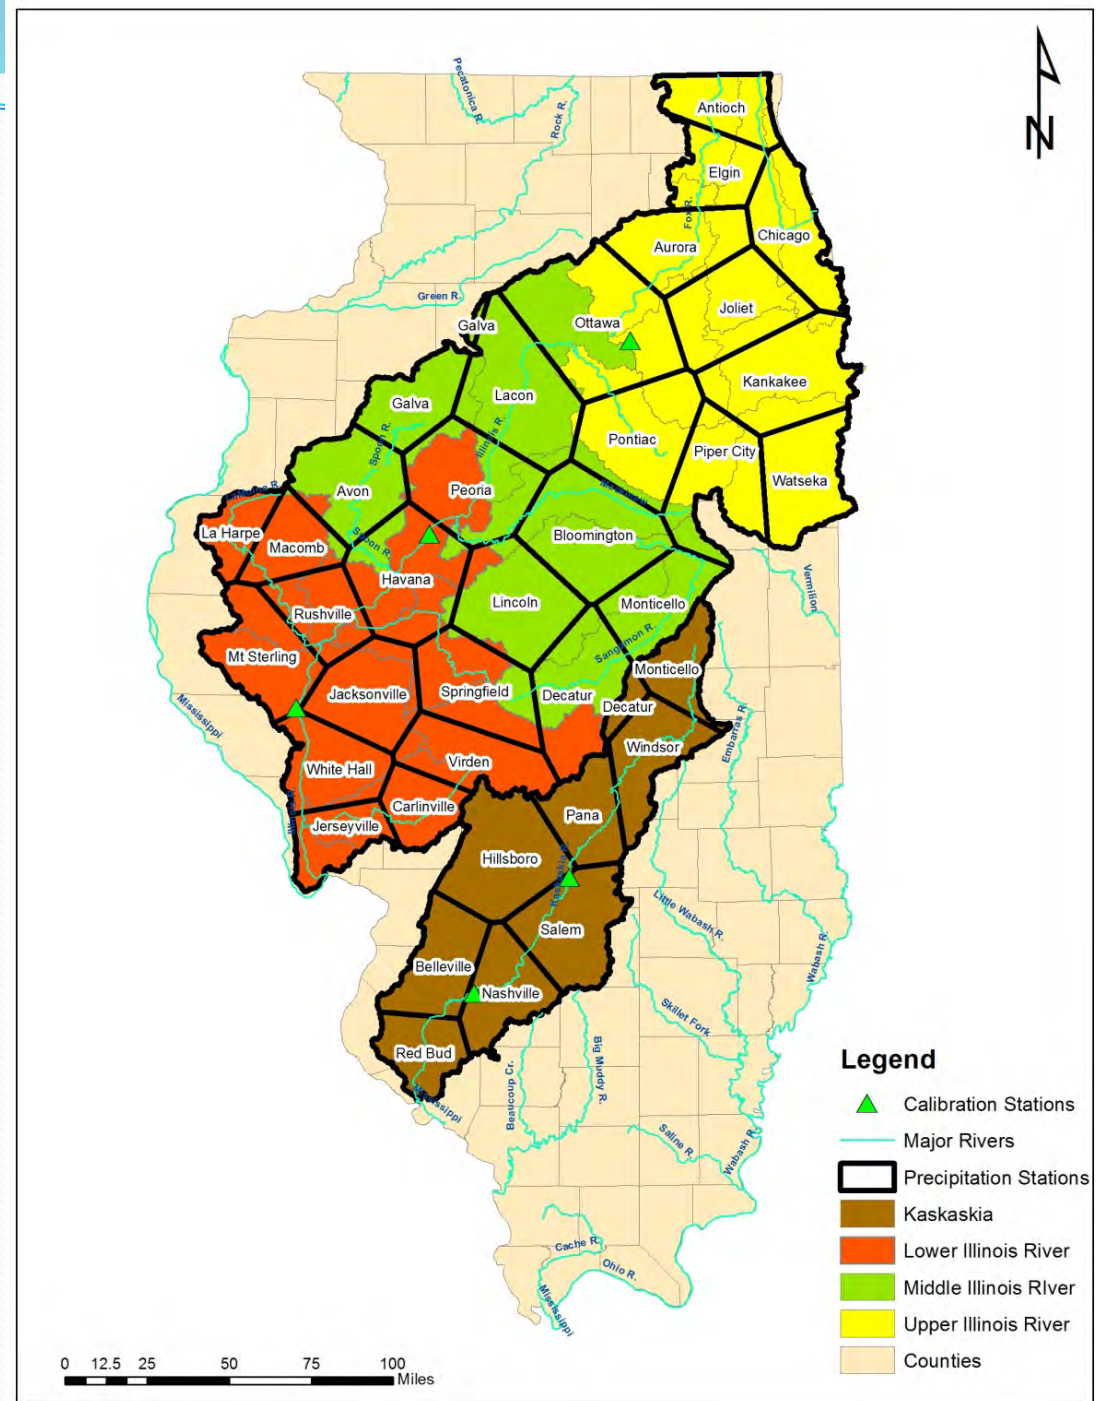 Pecatonica R.
Rock R.
N
Antioch
Elgin
Fox R.
Chicago
Aurora
Green R.
Joliet
Galva
Ottawa
Kankakee
Lacon
Galva
Illinois R.
Pontiac
Piper City
Spoon R.
Watseka
Peoria
Avon
LaMoine R.
La Harpe
Macomb
Spoon R.
Bloomington
Havana
Vermilion
Lincoln
Monticello
Rushville
Sangamon R.
Mt Sterling
Monticello
Jacksonville
Springfield
Decatur
Decatur
Mississippi
Embarras R.
Windsor
White Hall
Virden
Carlinville
Pana
Jerseyville
Hillsboro
Kaskaskia R.
Little Wabash R.
Salem
Wabash R.
Belleville
Nashville
Skillet Fork
Red Bud
Big Muddy R.
Beaucoup Cr.
Mississippi
Saline R.
Wabash R.
Cache R.
Ohio R.
Mississippi
Legend
Calibration Stations
Major Rivers
Precipitation Stations
Kaskaskia
Lower Illinois River
Middle Illinois RIver
Upper Illinois River
Counties
0 12.5 25 50 75 100
Miles